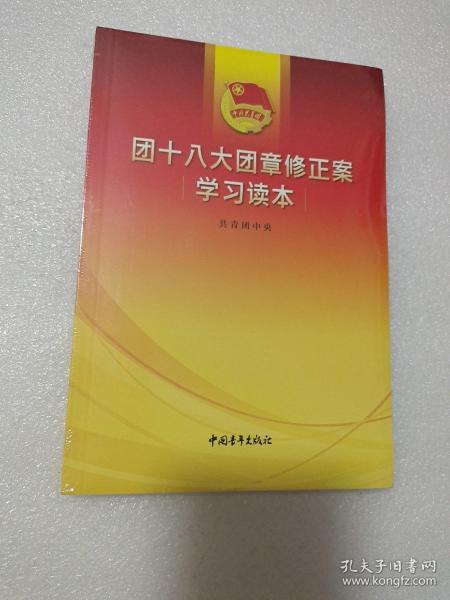 中国共青团
团十八大团章修正案
学习读本
共青团中央
中国青年出版社
孔夫子旧书网
www.kongfz.com